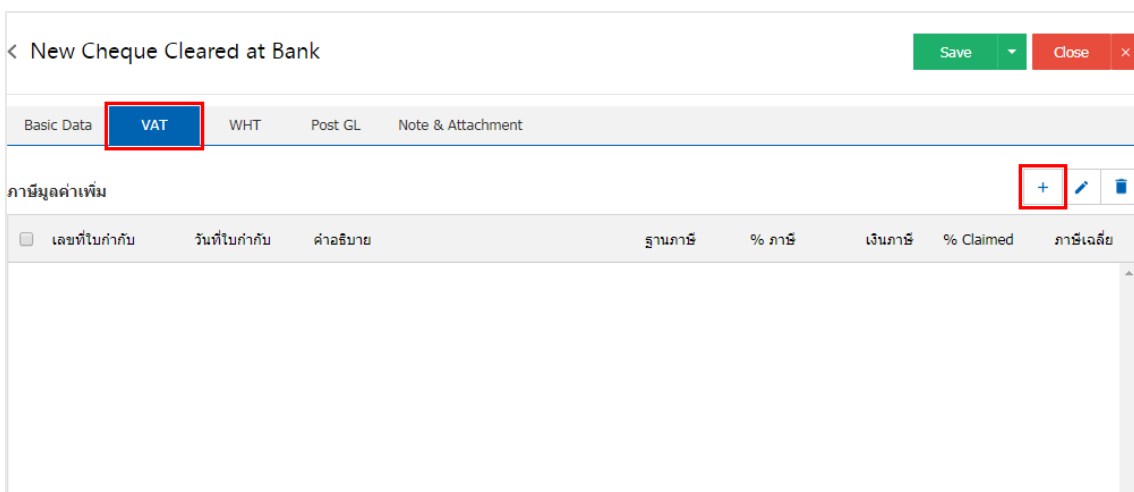 New Cheque Cleared at Bank Save Close
Basic Data VAT WHT Post GL Note & Attachment
ภาษีมูลค่าเพิ่ม
เลขที่ใบกำกับ วันที่ใบกำกับ คำอธิบาย ฐานภาษี % ภาษี เงินภาษี % Claimed ภาษีเฉลี่ย